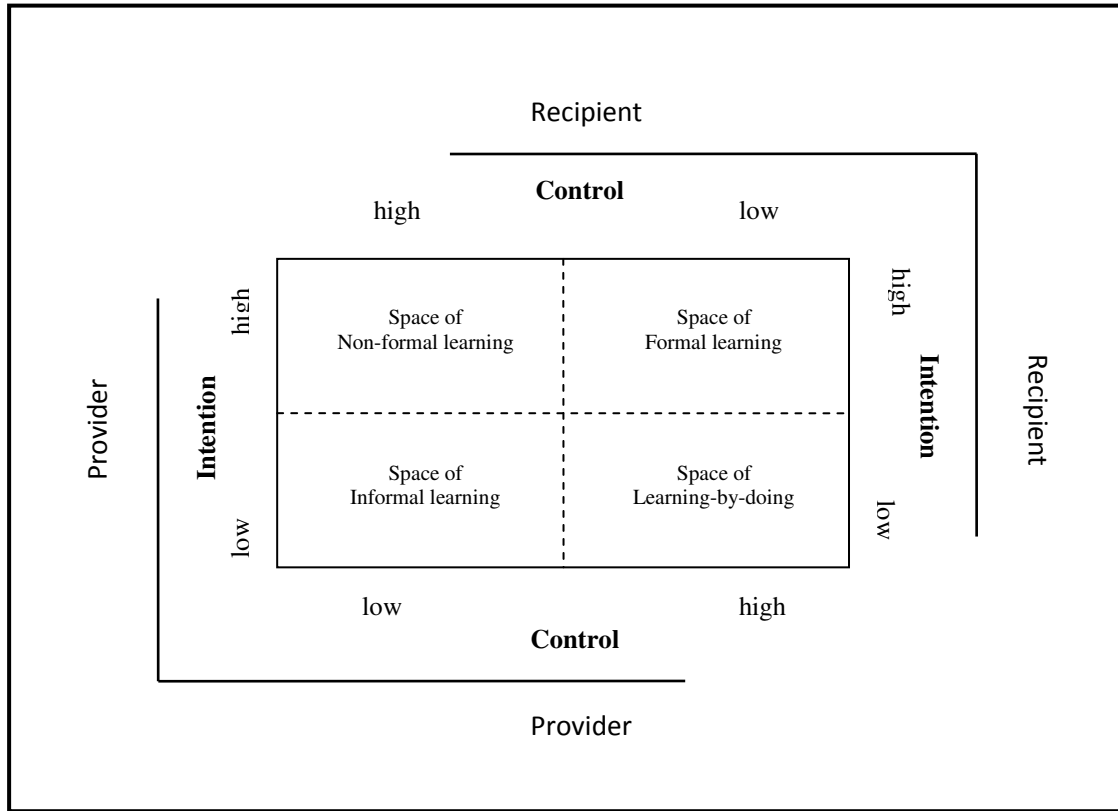 Recipient
Control
high
low
high
high
Space of
Non-formal learning
Space of
Formal learning
Provider
Intention
Intention
Recipient
Space of
Informal learning
Space of
Learning-by-doing
low
low
low
high
Control
Provider